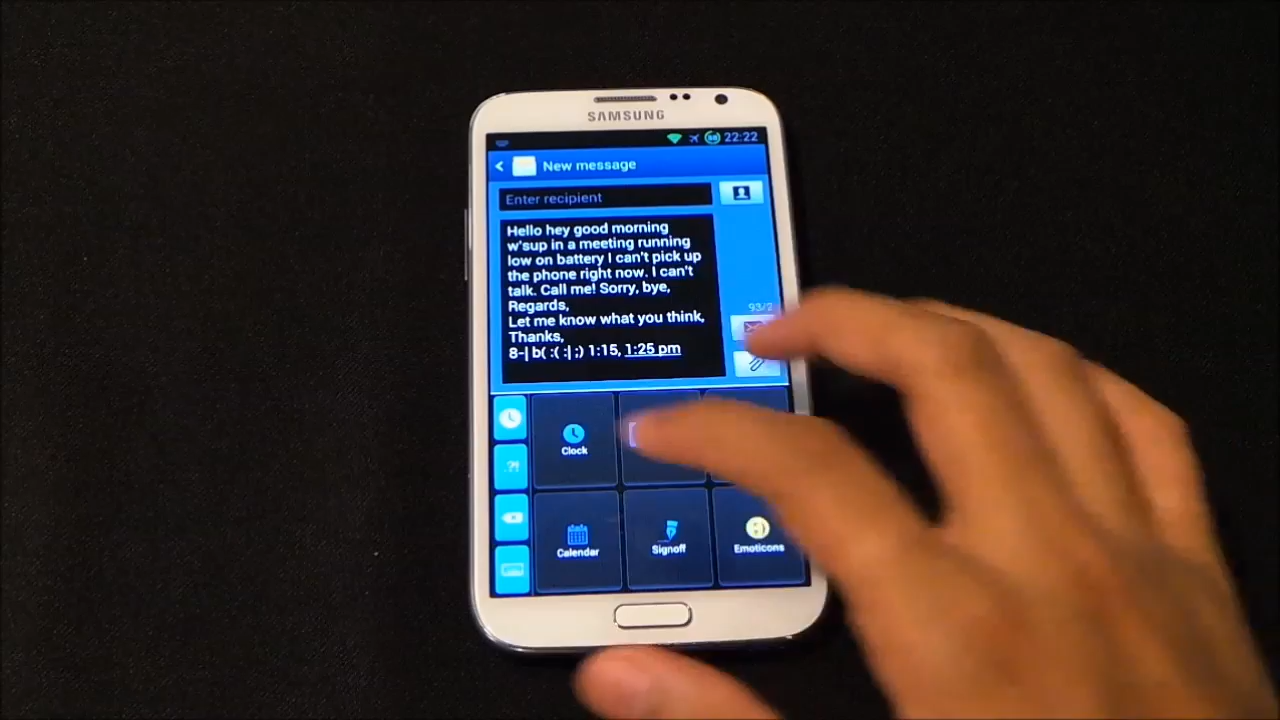 SAMSUNG
22:22
New message
Enter recipient
Hello hey good morning
w'sup in a meeting running
low on battery I can't pick up
the phone right now. I can't
talk. Call me! Sorry, bye,
Regards,
Let me know what you think,
Thanks,
8-| b( :( :| ;) 1:15, 1:25 pm
93/2
.?!
Clock
Calendar
Signoff
Emoticons